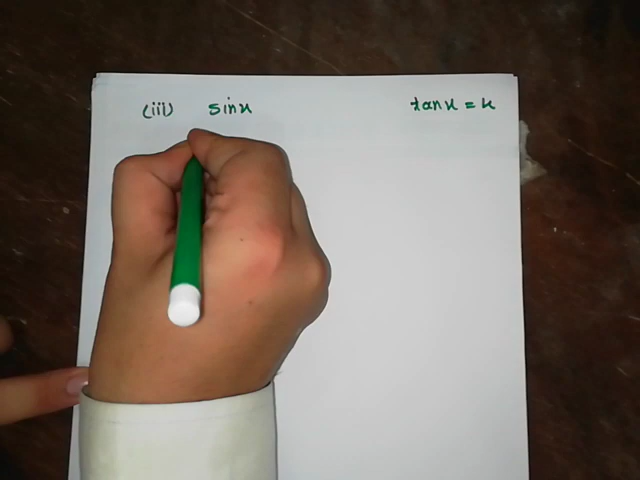 (iii) sinx tanx = x